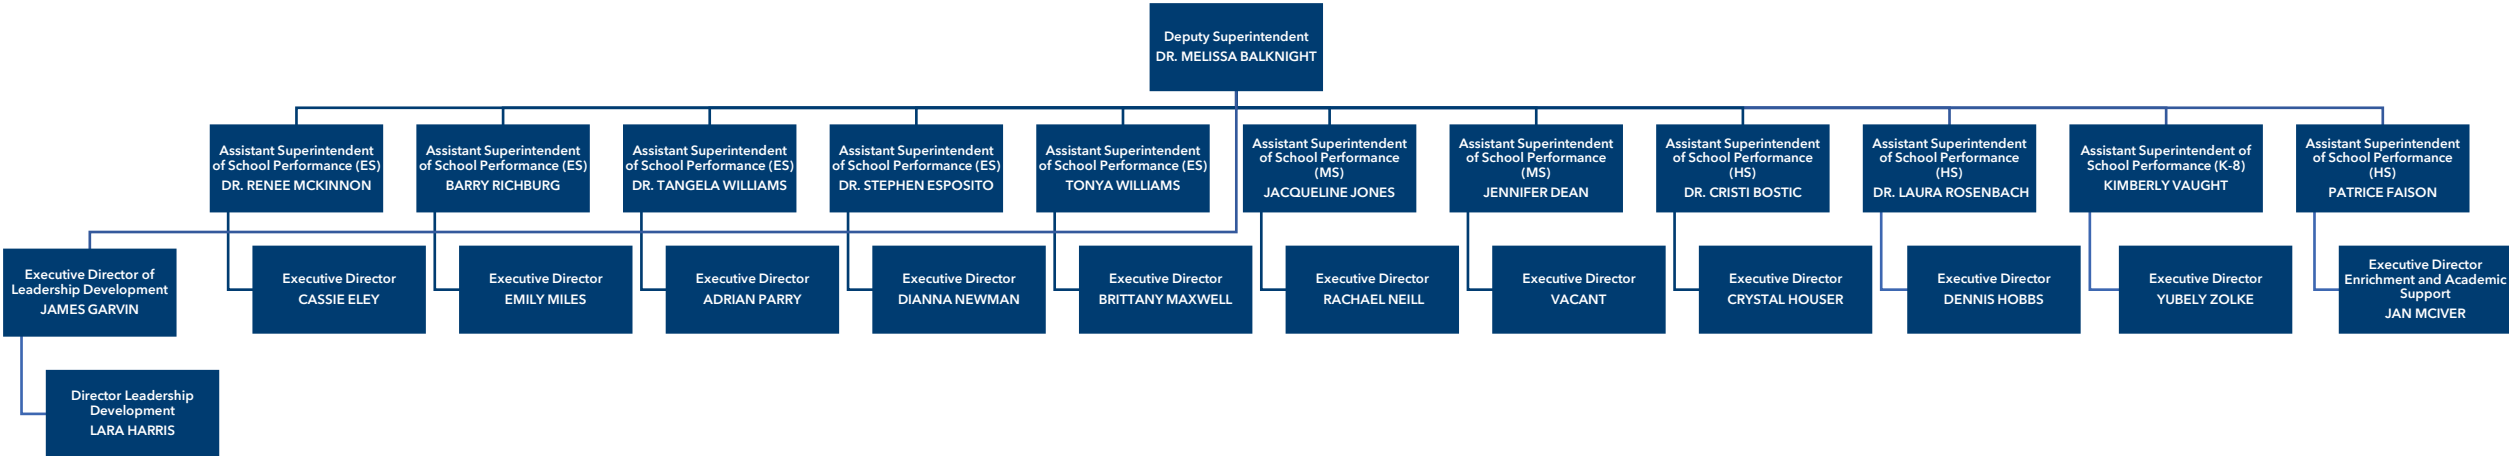 Deputy Superintendent
DR. MELISSA BALKNIGHT
Assistant Superintendent
of School Performance (ES)
DR. RENEE MCKINNON
Assistant Superintendent
of School Performance (ES)
BARRY RICHBURG
Assistant Superintendent
of School Performance (ES)
DR. TANGELA WILLIAMS
Assistant Superintendent
of School Performance (ES)
DR. STEPHEN ESPOSITO
Assistant Superintendent
of School Performance (ES)
TONYA WILLIAMS
Assistant Superintendent
of School Performance
(MS)
JACQUELINE JONES
Assistant Superintendent
of School Performance
(MS)
JENNIFER DEAN
Assistant Superintendent
of School Performance
(HS)
DR. CRISTI BOSTIC
Assistant Superintendent
of School Performance
(HS)
DR. LAURA ROSENBACH
Assistant Superintendent of
School Performance (K-8)
KIMBERLY VAUGHT
Assistant Superintendent
of School Performance
(HS)
PATRICE FAISON
Executive Director of
Leadership Development
JAMES GARVIN
Executive Director
CASSIE ELEY
Executive Director
EMILY MILES
Executive Director
ADRIAN PARRY
Executive Director
DIANNA NEWMAN
Executive Director
BRITTANY MAXWELL
Executive Director
RACHAEL NEILL
Executive Director
VACANT
Executive Director
CRYSTAL HOUSER
Executive Director
DENNIS HOBBS
Executive Director
YUBELY ZOLKE
Executive Director
Enrichment and Academic
Support
JAN MCIVER
Director Leadership
Development
LARA HARRIS